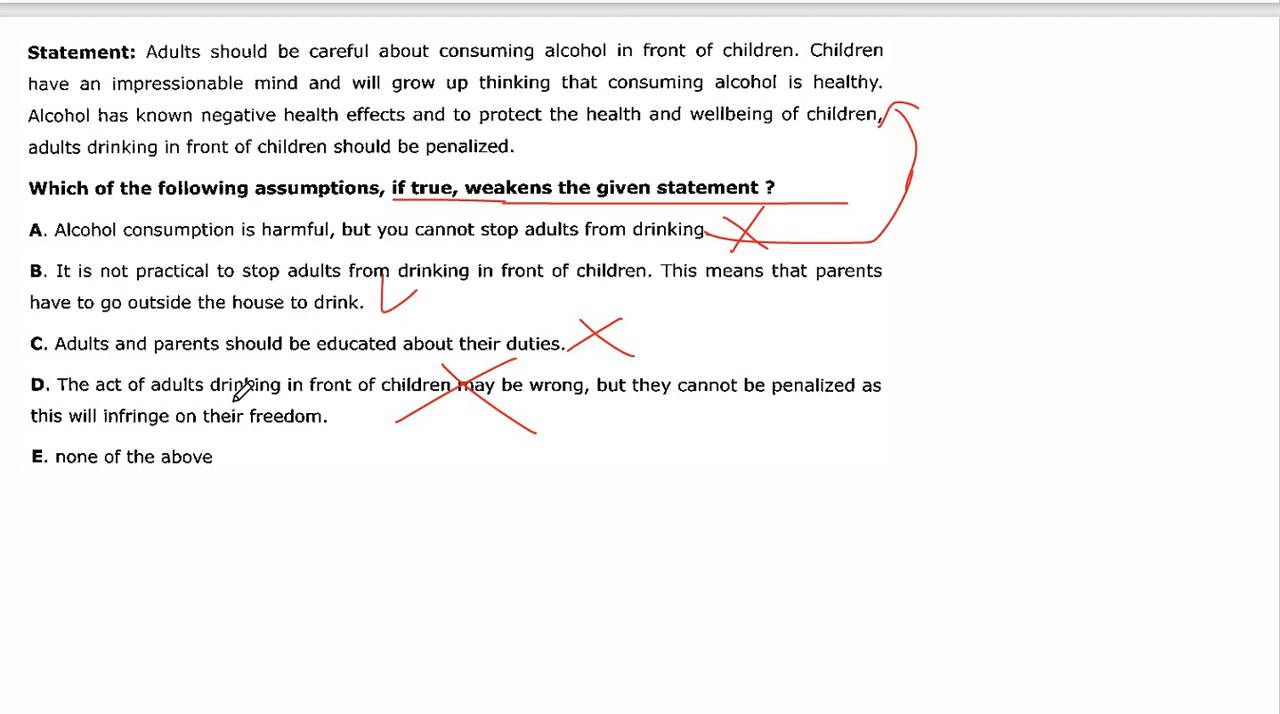 Statement: Adults should be careful about consuming alcohol in front of children. Children
have an impressionable mind and will grow up thinking that consuming alcohol is healthy.
Alcohol has known negative health effects and to protect the health and wellbeing of children,
adults drinking in front of children should be penalized.
Which of the following assumptions, if true, weakens the given statement ?
A. Alcohol consumption is harmful, but you cannot stop adults from drinking.
B. It is not practical to stop adults from drinking in front of children. This means that parents
have to go outside the house to drink.
C. Adults and parents should be educated about their duties.
D. The act of adults drinking in front of children may be wrong, but they cannot be penalized as
this will infringe on their freedom.
E. none of the above